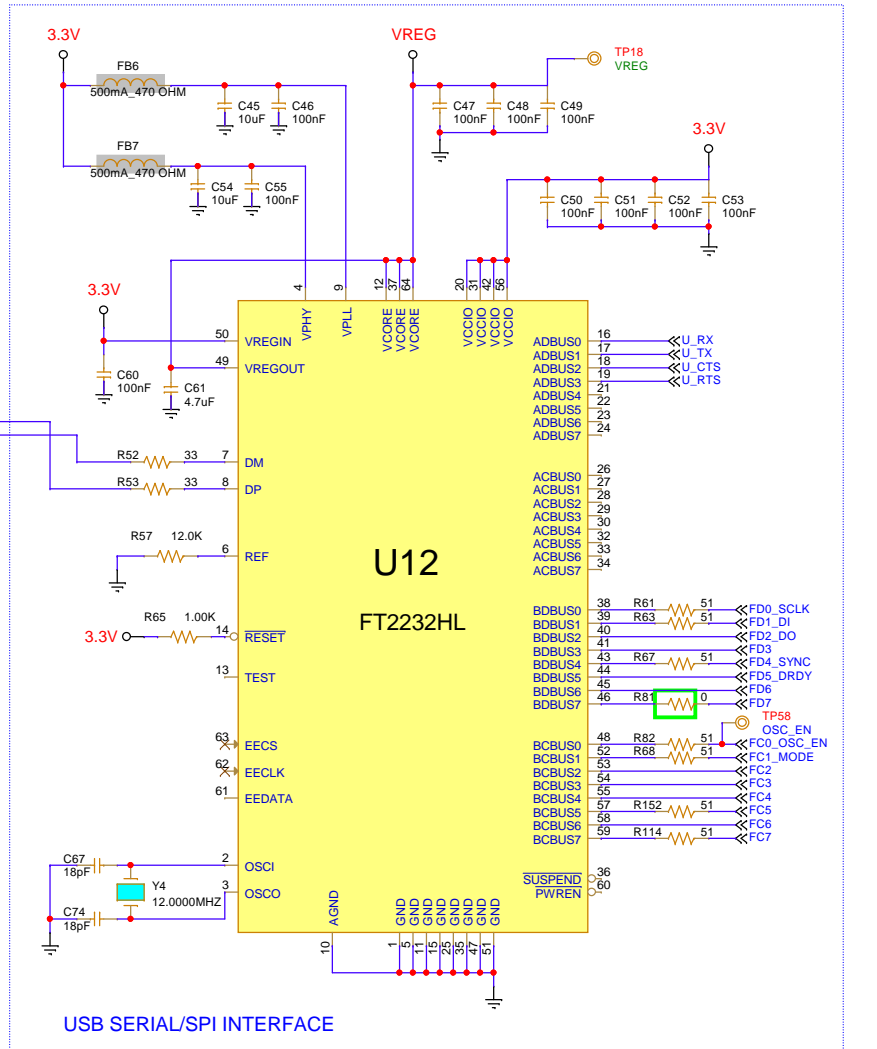 3.3V
FB6
500mA_470 OHM
C45
10uF
C46
100nF
FB7
500mA_470 OHM
C54
10uF
C55
100nF
VREG
TP18
VREG
C47
100nF
C48
100nF
C49
100nF
3.3V
C50
100nF
C51
100nF
C52
100nF
C53
100nF
4
9
12
37
64
20
31
42
56
VPHY
VPLL
VCORE
VCORE
VCORE
VCCIO
VCCIO
VCCIO
VCCIO
3.3V
50 VREGIN
49 VREGOUT
C60
100nF
C61
4.7uF
R52 33 7 DM
R53 33 8 DP
R57 12.0K 6 REF
R65 1.00K
3.3V 14 RESET
13 TEST
63 EECS
62 EECLK
61 EEDATA
C67
18pF
2 OSCI
Y4
12.0000MHZ
3 OSCO
C74
18pF
U12
FT2232HL
ADBUS0 16 U_RX
ADBUS1 17 U_TX
ADBUS2 18 U_CTS
ADBUS3 19 U_RTS
ADBUS4 21
ADBUS5 22
ADBUS6 23
ADBUS7 24
ACBUS0 26
ACBUS1 27
ACBUS2 28
ACBUS3 29
ACBUS4 30
ACBUS5 32
ACBUS6 33
ACBUS7 34
BDBUS0 38 R61 51 FD0_SCLK
BDBUS1 39 R63 51 FD1_DI
BDBUS2 40 FD2_DO
BDBUS3 41 FD3
BDBUS4 43 R67 51 FD4_SYNC
BDBUS5 44 FD5_DRDY
BDBUS6 45 FD6
BDBUS7 46 R81 0 FD7
TP58
OSC_EN
BCBUS0 48 R82 51 FC0_OSC_EN
BCBUS1 52 R68 51 FC1_MODE
BCBUS2 53 FC2
BCBUS3 54 FC3
BCBUS4 55 FC4
BCBUS5 57 R152 51 FC5
BCBUS6 58 FC6
BCBUS7 59 R114 51 FC7
SUSPEND 36
PWREN 60
AGND
GND
GND
GND
GND
GND
GND
GND
GND
10
1
5
11
15
25
35
47
51
USB SERIAL/SPI INTERFACE